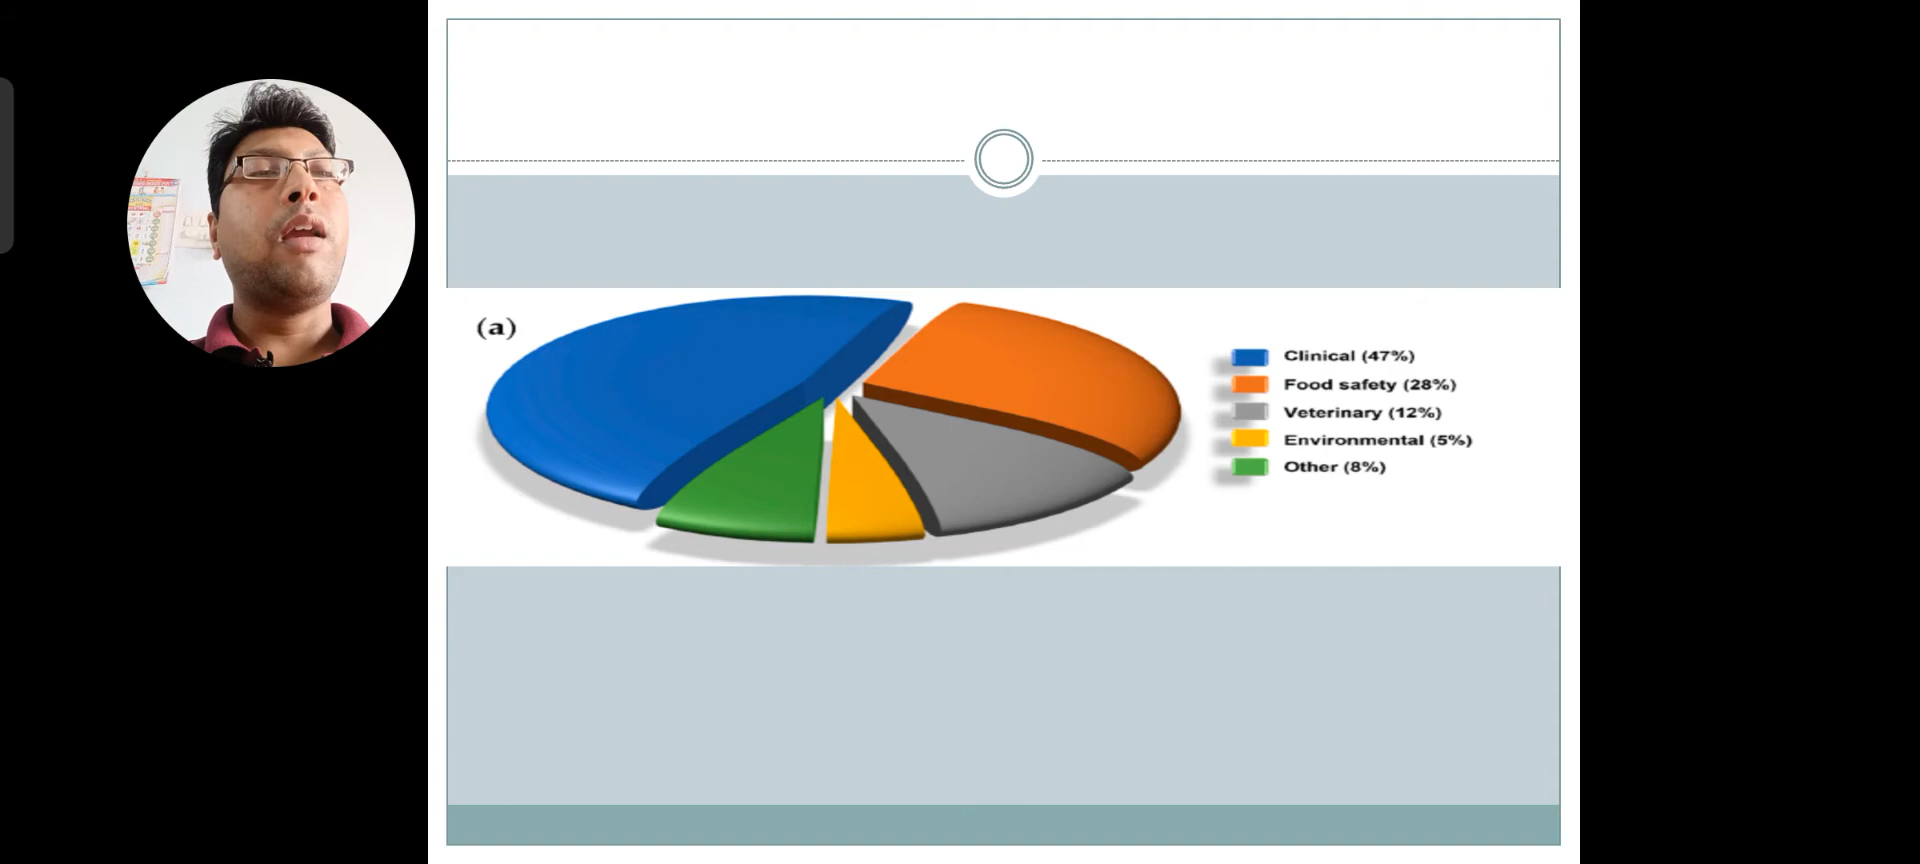 (a)
Clinical (47%)
Food safety (28%)
Veterinary (12%)
Environmental (5%)
Other (8%)